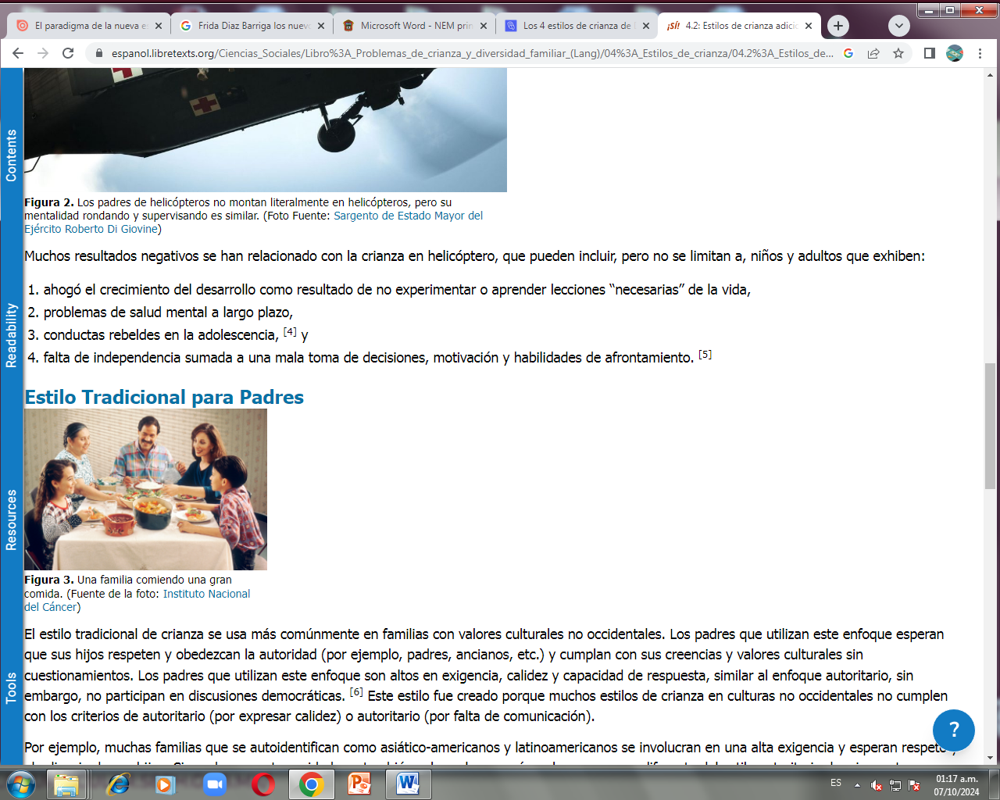 El paradigma de la nueva es
Frida Diaz Barriga los nuevo
Microsoft Word - NEM prin
Los 4 estilos de crianza de
¡SÍ! 4.2: Estilos de crianza adicio
espanol.libretexts.org/Ciencias_Sociales/Libro%3A_Problemas_de_crianza_y_diversidad_familiar_(Lang)/04%3A_Estilos_de_crianza/04.2%3A_Estilos_de...
Contents
Readability
Resources
Tools
Figura 2. Los padres de helicópteros no montan literalmente en helicópteros, pero su
mentalidad rondando y supervisando es similar. (Foto Fuente: Sargento de Estado Mayor del
Ejército Roberto Di Giovine)
Muchos resultados negativos se han relacionado con la crianza en helicóptero, que pueden incluir, pero no se limitan a, niños y adultos que exhiben:
1. ahogó el crecimiento del desarrollo como resultado de no experimentar o aprender lecciones “necesarias” de la vida,
2. problemas de salud mental a largo plazo,
3. conductas rebeldes en la adolescencia, [4] y
4. falta de independencia sumada a una mala toma de decisiones, motivación y habilidades de afrontamiento. [5]
Estilo Tradicional para Padres
Figura 3. Una familia comiendo una gran
comida. (Fuente de la foto: Instituto Nacional
del Cáncer)
El estilo tradicional de crianza se usa más comúnmente en familias con valores culturales no occidentales. Los padres que utilizan este enfoque esperan
que sus hijos respeten y obedezcan la autoridad (por ejemplo, padres, ancianos, etc.) y cumplan con sus creencias y valores culturales sin
cuestionamientos. Los padres que utilizan este enfoque son altos en exigencia, calidez y capacidad de respuesta, similar al enfoque autoritario, sin
embargo, no participan en discusiones democráticas. [6] Este estilo fue creado porque muchos estilos de crianza en culturas no occidentales no cumplen
con los criterios de autoritario (por expresar calidez) o autoritario (por falta de comunicación).
Por ejemplo, muchas familias que se autoidentifican como asiático-americanos y latinoamericanos se involucran en una alta exigencia y esperan respeto y
?
ES
01:17 a.m.
07/10/2024